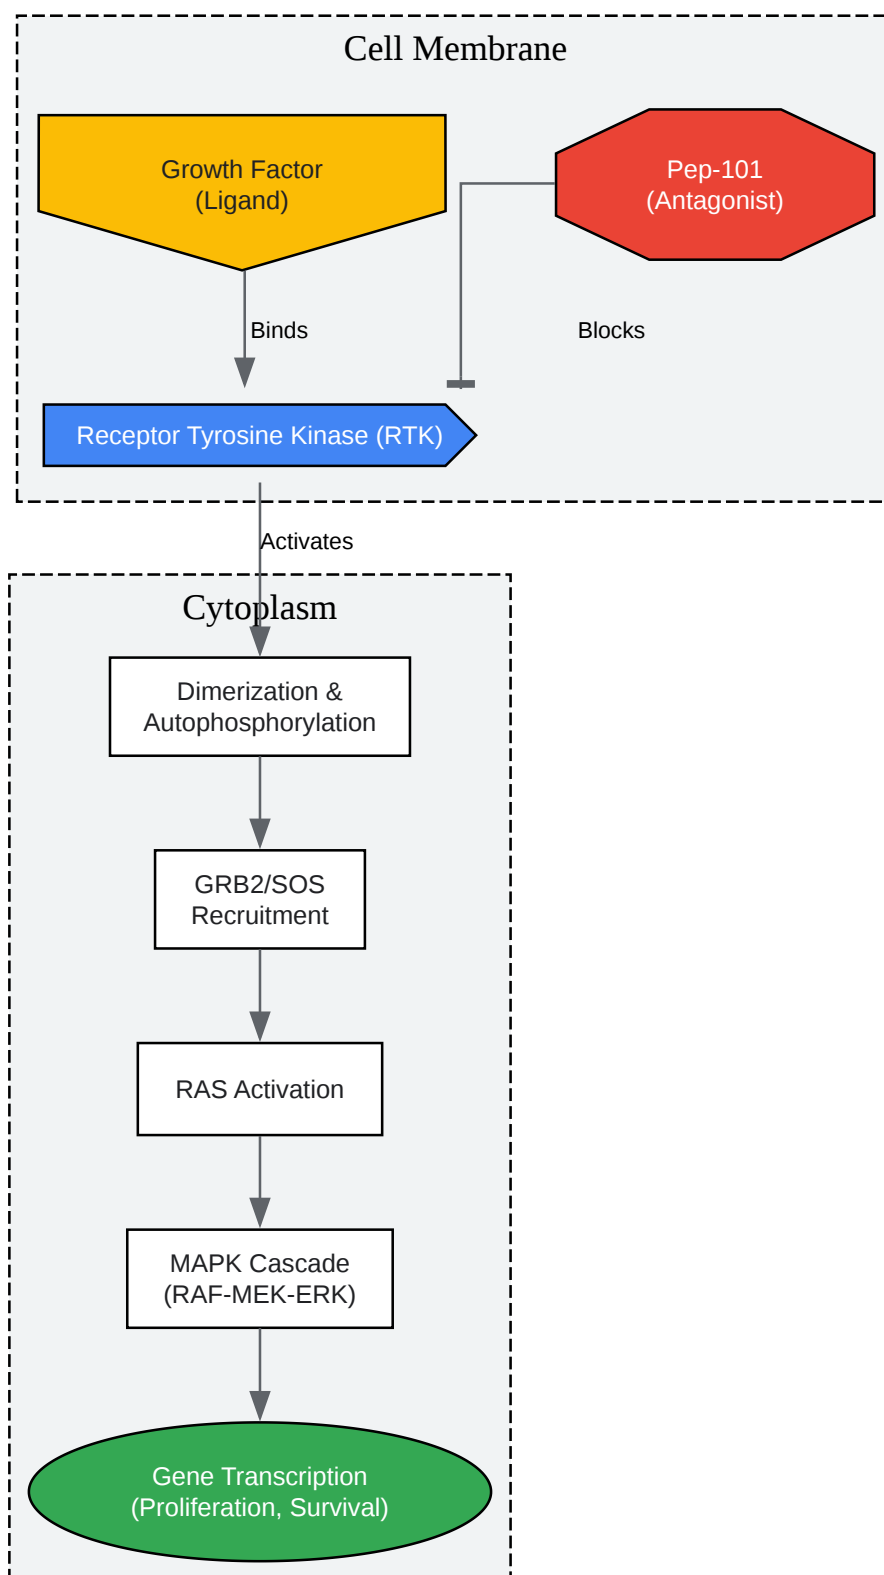 Cell Membrane
Growth Factor
(Ligand)
Pep-101
(Antagonist)
Binds
Blocks
Receptor Tyrosine Kinase (RTK)
Activates
Cytoplasm
Dimerization &
Autophosphorylation
GRB2/SOS
Recruitment
RAS Activation
MAPK Cascade
(RAF-MEK-ERK)
Gene Transcription
(Proliferation, Survival)